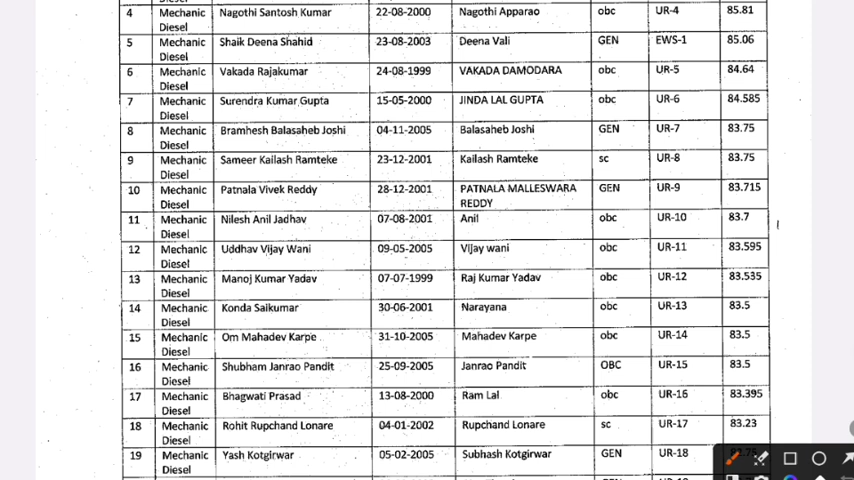 4 Mechanic Nagothi Santosh Kumar 22-08-2000 Nagothi Apparao obc UR-4 85.81
Diesel
5 Mechanic Shaik Deena Shahid 23-08-2003 Deena Vali GEN EWS-1 85.06
Diesel
6 Mechanic Vakada Rajakumar 24-08-1999 VAKADA DAMODARA obc UR-5 84.64
Diesel
7 Mechanic Surendra Kumar Gupta 15-05-2000 JINDA LAL GUPTA obc UR-6 84.585
Diesel
8 Mechanic Bramhesh Balasaheb Joshi 04-11-2005 Balasaheb Joshi GEN UR-7 83.75
Diesel
9 Mechanic Sameer Kailash Ramteke 23-12-2001 Kailash Ramteke sc UR-8 83.75
Diesel
10 Mechanic Patnala Vivek Reddy 28-12-2001 PATNALA MALLESWARA GEN UR-9 83.715
Diesel REDDY
11 Mechanic Nilesh Anil Jadhav 07-08-2001 Anil obc UR-10 83.7
Diesel
12 Mechanic Uddhav Vijay Wani 09-05-2005 Vijay wani obc UR-11 83.595
Diesel
13 Mechanic Manoj Kumar Yadav 07-07-1999 Raj Kumar Yadav obc UR-12 83.535
Diesel
14 Mechanic Konda Saikumar 30-06-2001 Narayana obc UR-13 83.5
Diesel
15 Mechanic Om Mahadev Karpe 31-10-2005 Mahadev Karpe obc UR-14 83.5
Diesel
16 Mechanic Shubham Janrao Pandit 25-09-2005 Janrao Pandit OBC UR-15 83.5
Diesel
17 Mechanic Bhagwati Prasad 13-08-2000 Ram Lal obc UR-16 83.395
Diesel
18 Mechanic Rohit Rupchand Lonare 04-01-2002 Rupchand Lonare sc UR-17 83.23
Diesel
19 Mechanic Yash Kotgirwar 05-02-2005 Subhash Kotgirwar GEN UR-18
Diesel